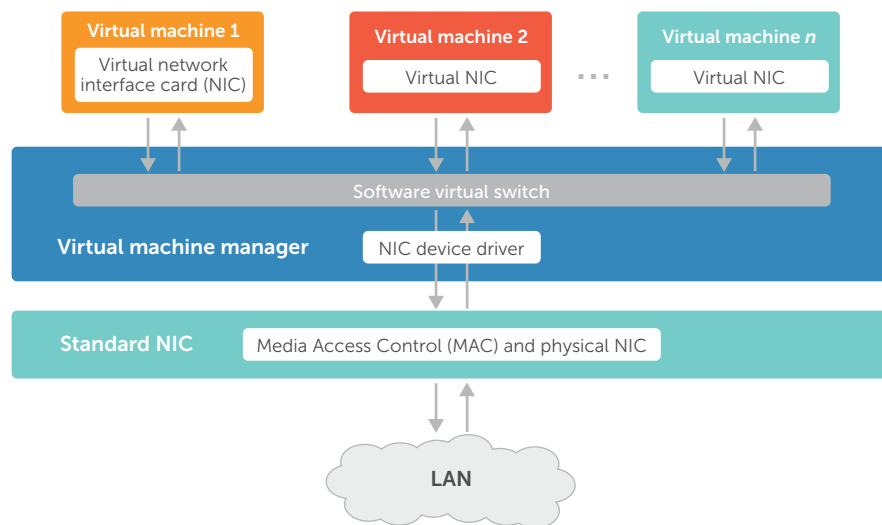 Virtual machine 1
Virtual network
interface card (NIC)
Virtual machine 2
Virtual NIC
...
Virtual machine n
Virtual NIC
Software virtual switch
Virtual machine manager
NIC device driver
Standard NIC
Media Access Control (MAC) and physical NIC
LAN